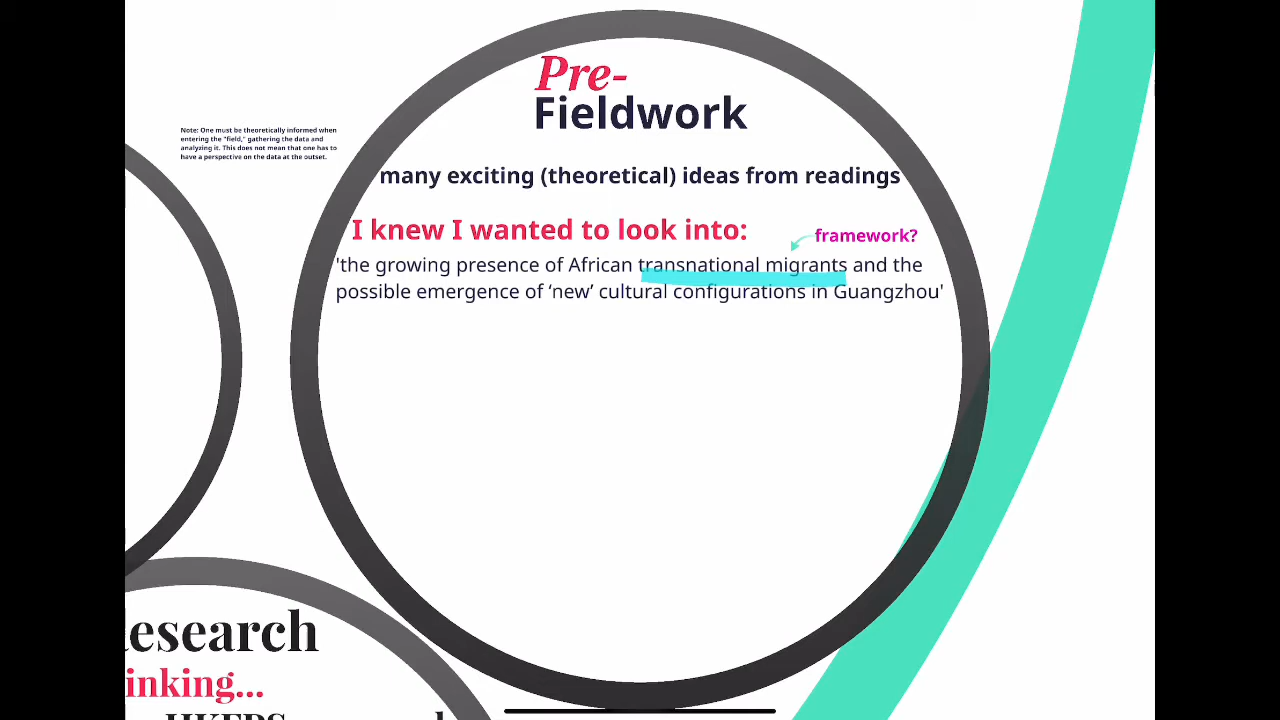 Pre-
Fieldwork
Note: One must be theoretically informed when
entering the "field," gathering the data and
analyzing it. This does not mean that one has to
have a perspective on the data at the outset.
many exciting (theoretical) ideas from readings
I knew I wanted to look into:
framework?
'the growing presence of African transnational migrants and the
possible emergence of ‘new’ cultural configurations in Guangzhou'
esearch
inking...